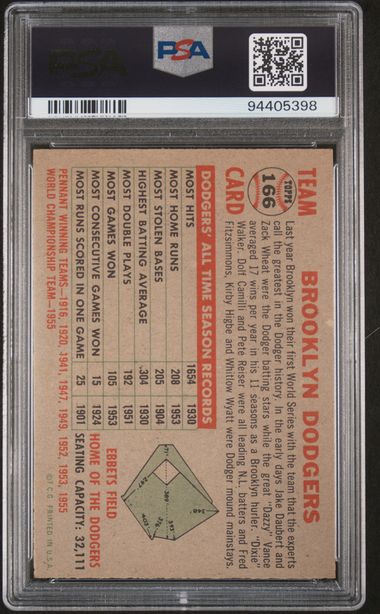 PSA
PSA
94405398
TEAM CARD
TOPPS
166
BROOKLYN DODGERS
Last year Brooklyn won their first World Series with the team that the experts
call the greatest in the Dodger history. In the early days Jake Daubert and
Zack Wheat were the Dodger batting stars while the great "Dazzy" Vance
averaged 17 wins per year in his 11 seasons as a Brooklyn hurler. "Dixie"
Walker, Dolf Camilli and Pete Reiser were all leading N.L. batters and Fred
Fitzsimmons, Kirby Higbe and Whitlow Wyatt were Dodger mound mainstays.
DODGERS' ALL TIME SEASON RECORDS
MOST HITS 1654 1930
MOST HOME RUNS 208 1953
MOST STOLEN BASES 205 1904
HIGHEST BATTING AVERAGE .304 1930
MOST DOUBLE PLAYS 192 1951
MOST GAMES WON 105 1953
MOST CONSECUTIVE GAMES WON 15 1924
MOST RUNS SCORED IN ONE GAME 25 1901
348
EBBETS FIELD
HOME OF THE DODGERS
SEATING CAPACITY: 32,111
PENNANT WINNING TEAMS—1916, 1920, 1941, 1947, 1949, 1952, 1953, 1955
WORLD CHAMPIONSHIP TEAM—1955
©T.C.G. PRINTED IN U.S.A.